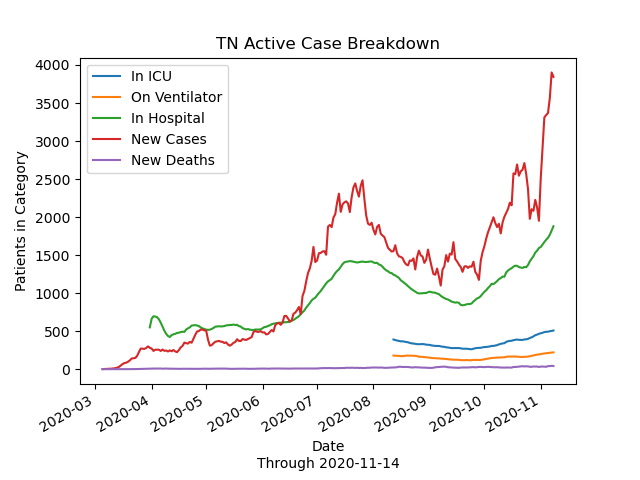 TN Active Case Breakdown
In ICU
On Ventilator
In Hospital
New Cases
New Deaths
4000
3500
3000
2500
2000
1500
1000
500
0
Patients in Category
2020-03
2020-04
2020-05
2020-06
2020-07
2020-08
2020-09
2020-10
2020-11
Date
Through 2020-11-14